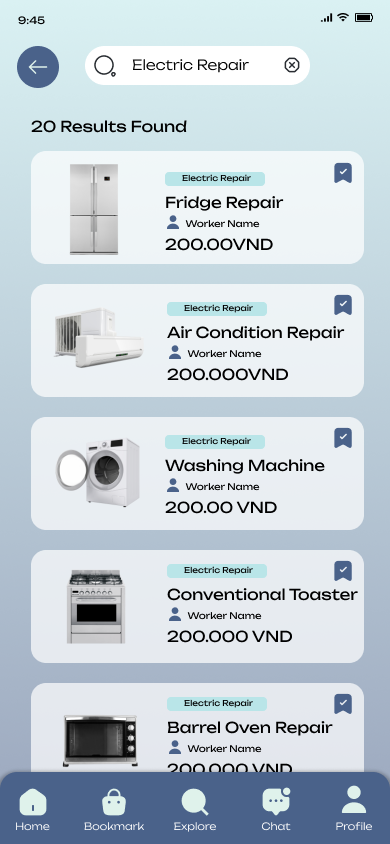 9:45
Electric Repair
20 Results Found
Electric Repair
Fridge Repair
Worker Name
200.00VND
Electric Repair
Air Condition Repair
Worker Name
200.000VND
Electric Repair
Washing Machine
Worker Name
200.00 VND
Electric Repair
Conventional Toaster
Worker Name
200.000 VND
Electric Repair
Barrel Oven Repair
Worker Name
200.000 VND
Home Bookmark Explore Chat Profile